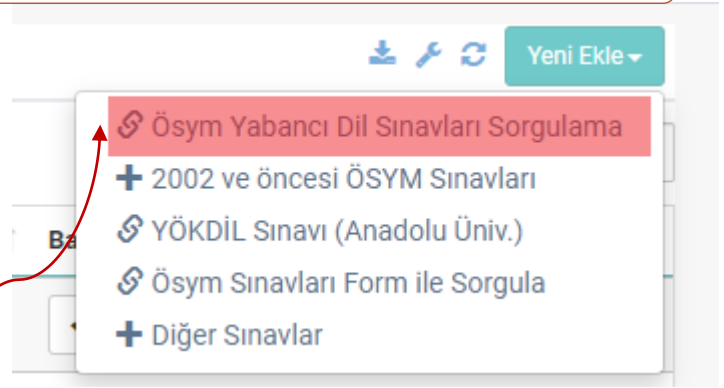 Yeni Ekle
Ösym Yabancı Dil Sınavları Sorgulama
2002 ve öncesi ÖSYM Sınavları
YÖKDİL Sınavı (Anadolu Üniv.)
Ösym Sınavları Form ile Sorgula
Diğer Sınavlar